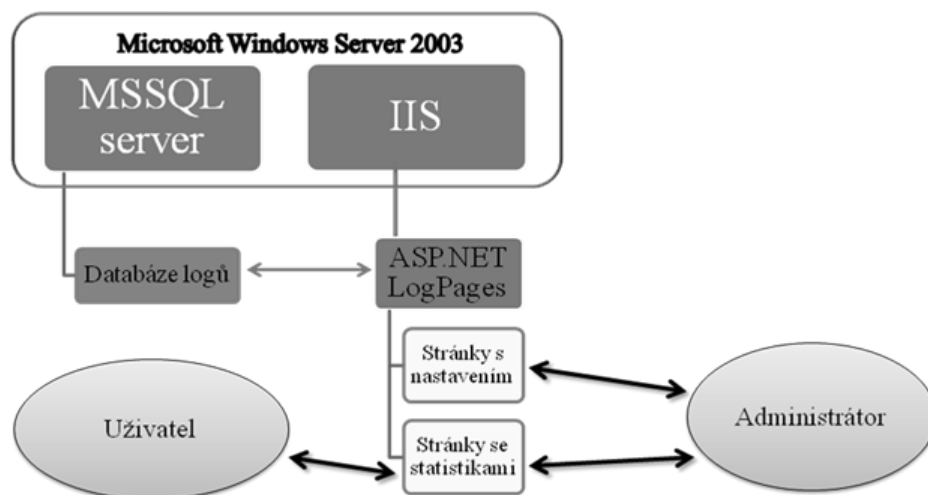 Microsoft Windows Server 2003
MSSQL
server
IIS
Databáze logů
ASP.NET
LogPages
Stránky s
nastavením
Uživatel
Administrátor
Stránky se
statistikami